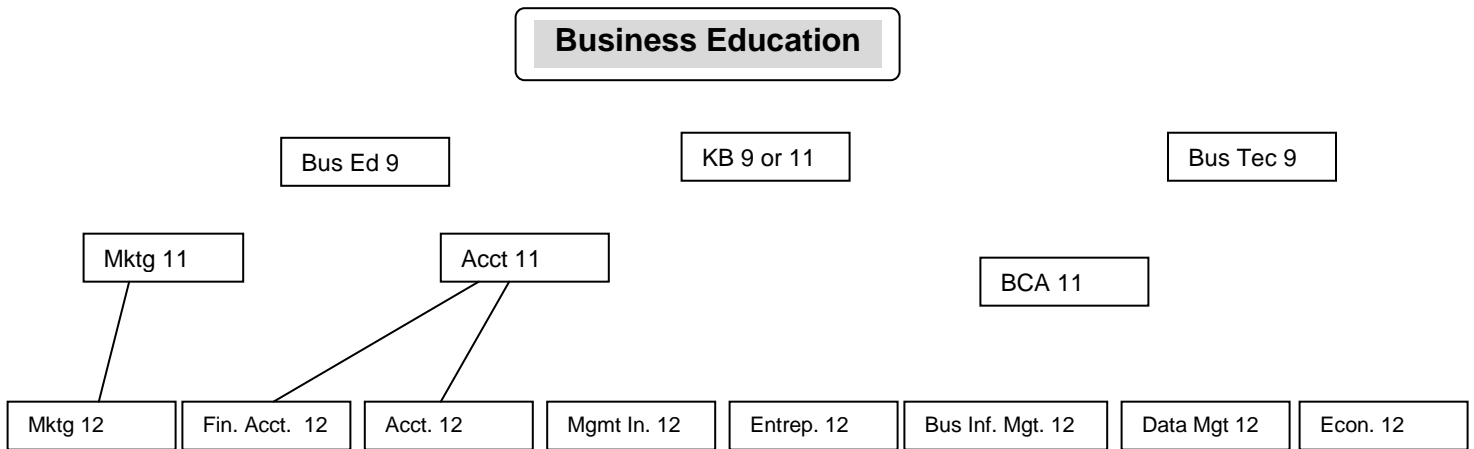 Business Education
Bus Ed 9
KB 9 or 11
Bus Tec 9
Mktg 11
Acct 11
BCA 11
Mktg 12
Fin. Acct. 12
Acct. 12
Mgmt In. 12
Entrep. 12
Bus Inf. Mgt. 12
Data Mgt 12
Econ. 12